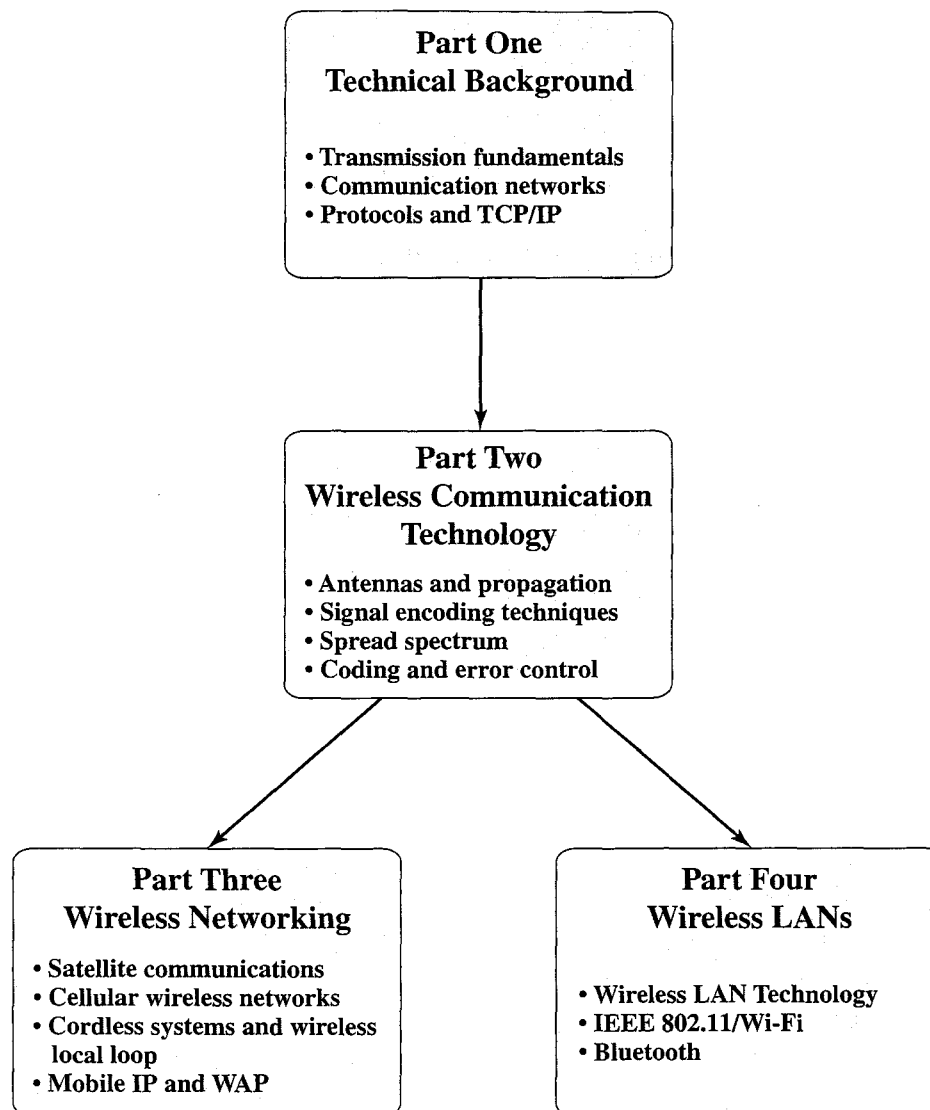 Part One
Technical Background
• Transmission fundamentals
• Communication networks
• Protocols and TCP/IP
Part Two
Wireless Communication
Technology
• Antennas and propagation
• Signal encoding techniques
• Spread spectrum
• Coding and error control
Part Three
Wireless Networking
• Satellite communications
• Cellular wireless networks
• Cordless systems and wireless
local loop
• Mobile IP and WAP
Part Four
Wireless LANs
• Wireless LAN Technology
• IEEE 802.11/Wi-Fi
• Bluetooth